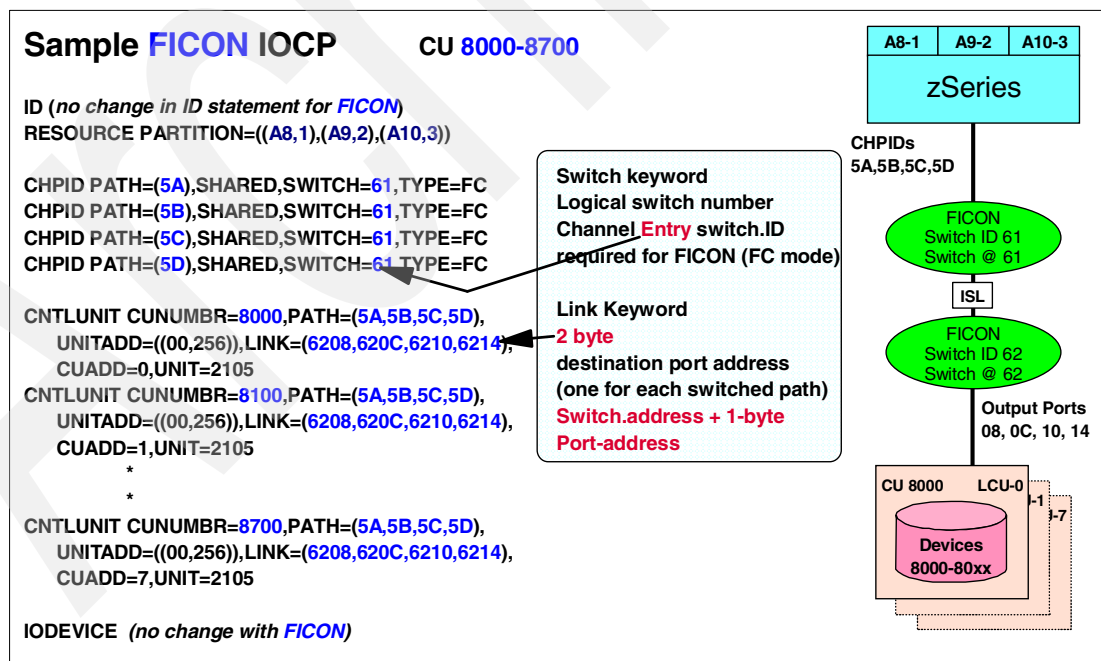 Sample FICON IOCP CU 8000-8700
ID (no change in ID statement for FICON)
RESOURCE PARTITION=((A8,1),(A9,2),(A10,3))
CHPID PATH=(5A),SHARED,SWITCH=61,TYPE=FC
CHPID PATH=(5B),SHARED,SWITCH=61,TYPE=FC
CHPID PATH=(5C),SHARED,SWITCH=61,TYPE=FC
CHPID PATH=(5D),SHARED,SWITCH=61,TYPE=FC
CNTLUNIT CUNUMBR=8000,PATH=(5A,5B,5C,5D),
UNITADD=((00,256)),LINK=(6208,620C,6210,6214),
CUADD=0,UNIT=2105
CNTLUNIT CUNUMBR=8100,PATH=(5A,5B,5C,5D),
UNITADD=((00,256)),LINK=(6208,620C,6210,6214),
CUADD=1,UNIT=2105
*
*
CNTLUNIT CUNUMBR=8700,PATH=(5A,5B,5C,5D),
UNITADD=((00,256)),LINK=(6208,620C,6210,6214),
CUADD=7,UNIT=2105
IODEVICE (no change with FICON)
Switch keyword
Logical switch number
Channel Entry switch.ID
required for FICON (FC mode)
Link Keyword
2 byte
destination port address
(one for each switched path)
Switch.address + 1-byte
Port-address
A8-1 A9-2 A10-3
zSeries
CHPIDs
5A,5B,5C,5D
FICON
Switch ID 61
Switch @ 61
ISL
FICON
Switch ID 62
Switch @ 62
Output Ports
08, 0C, 10, 14
CU 8000 LCU-0
J-1
J-7
Devices
8000-80xx